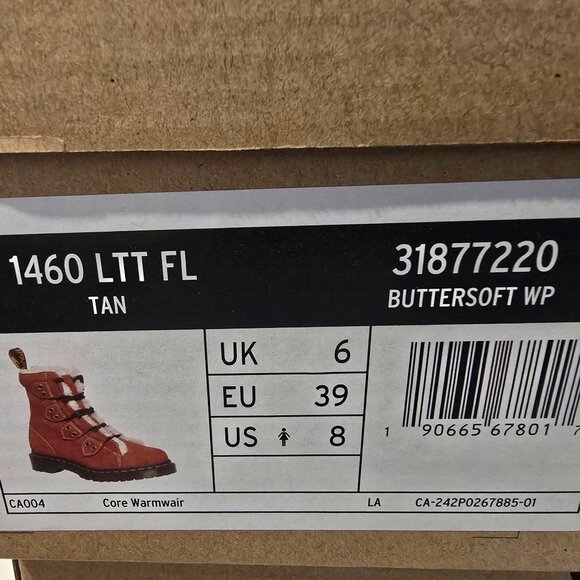 1460 LTT FL
TAN
31877220
BUTTERSOFT WP
UK 6
EU 39
US 8
1 90665 67801 7
CA004 Core Warmwair LA CA-242P0267885-01